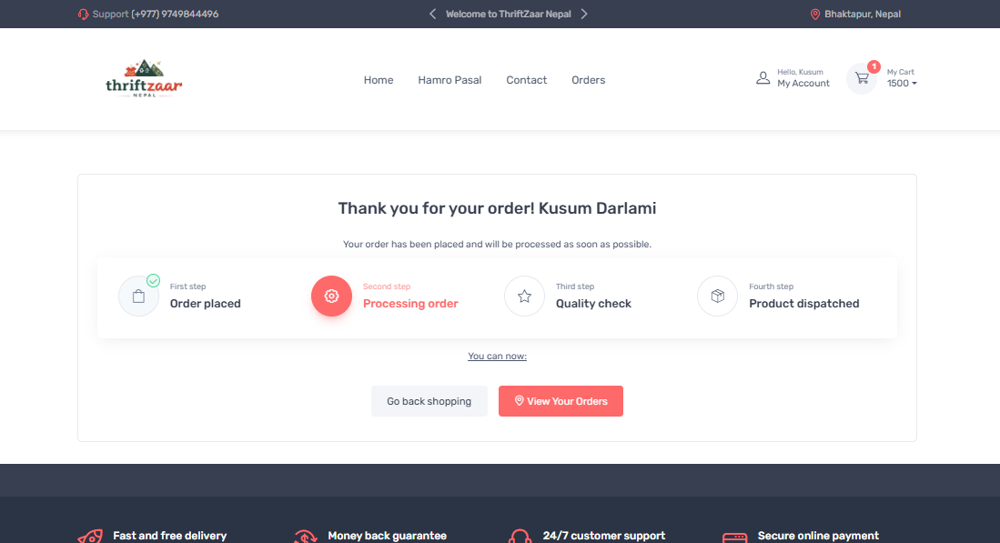 Support (+977) 9749844496
Welcome to ThriftZaar Nepal
Bhaktapur, Nepal
thriftzaar
NEPAL
Home
Hamro Pasal
Contact
Orders
Hello, Kusum
My Account
1
My Cart
1500
Thank you for your order! Kusum Darlami
Your order has been placed and will be processed as soon as possible.
First step
Order placed
Second step
Processing order
Third step
Quality check
Fourth step
Product dispatched
You can now:
Go back shopping
View Your Orders
Fast and free delivery
Money back guarantee
24/7 customer support
Secure online payment